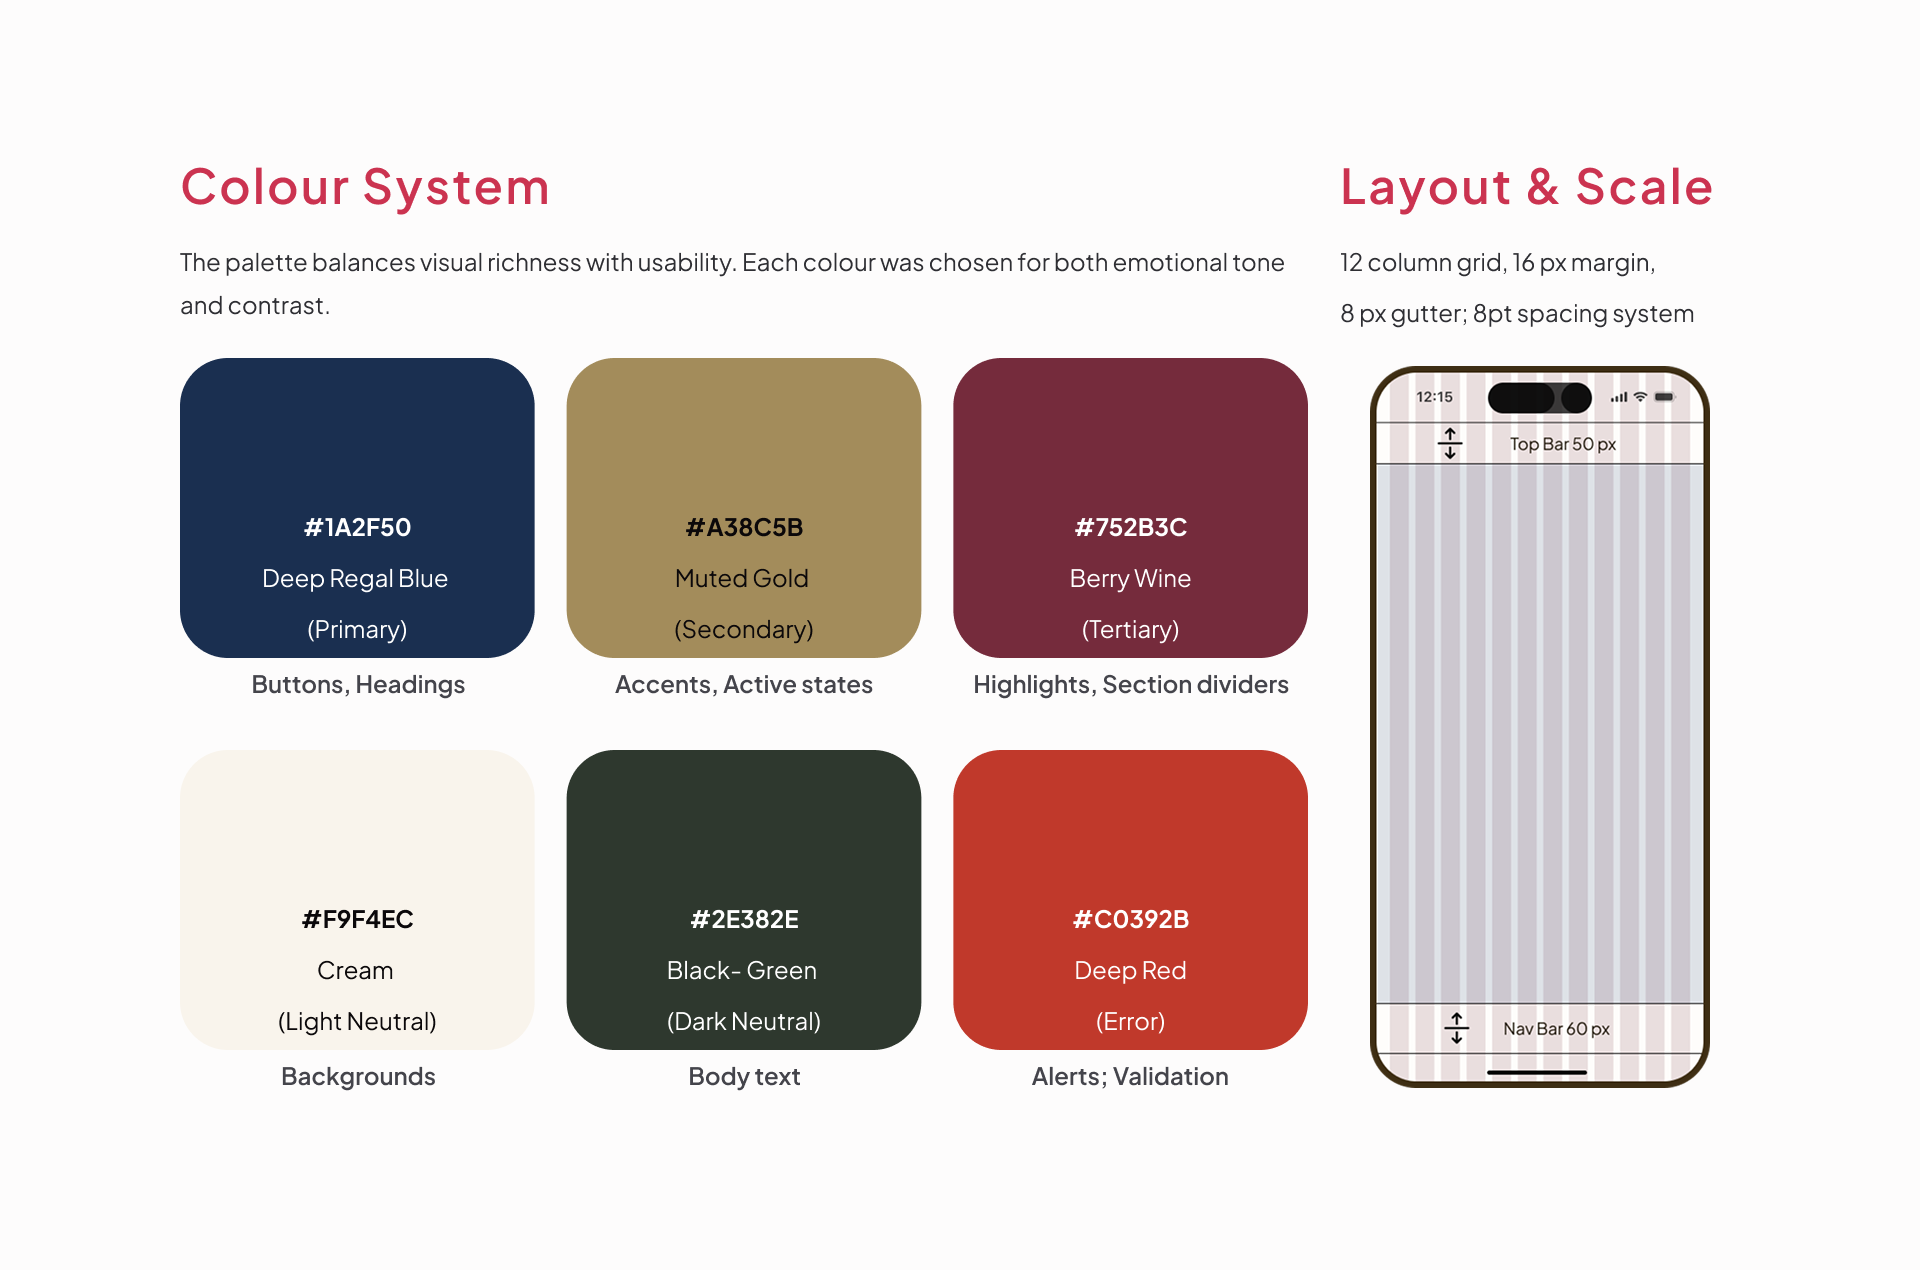 Colour System
The palette balances visual richness with usability. Each colour was chosen for both emotional tone
and contrast.
#1A2F50
Deep Regal Blue
(Primary)
Buttons, Headings
#A38C5B
Muted Gold
(Secondary)
Accents, Active states
#752B3C
Berry Wine
(Tertiary)
Highlights, Section dividers
#F9F4EC
Cream
(Light Neutral)
Backgrounds
#2E382E
Black- Green
(Dark Neutral)
Body text
#C0392B
Deep Red
(Error)
Alerts; Validation
Layout & Scale
12 column grid, 16 px margin,
8 px gutter; 8pt spacing system
12:15
Top Bar 50 px
Nav Bar 60 px